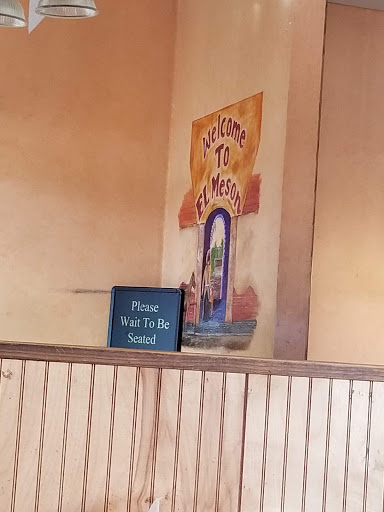 Welcome
To
EL Meson
Please
Wait To Be
Seated